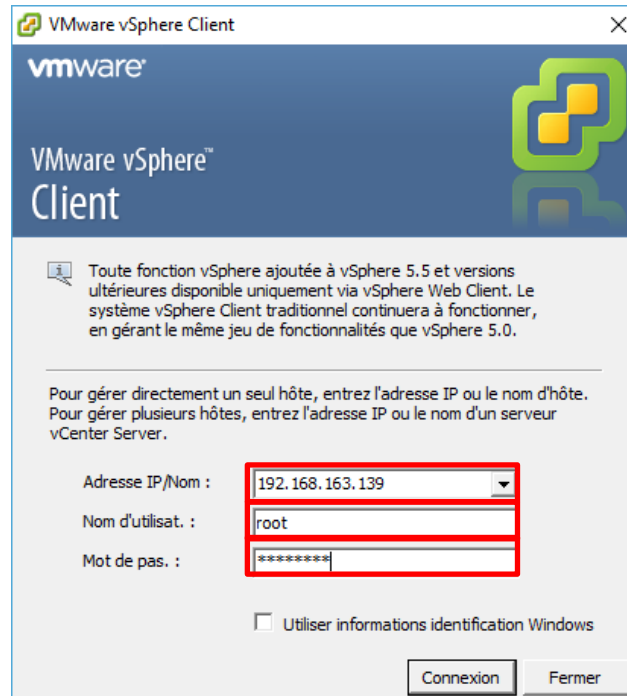 VMware vSphere Client
vmware
VMware vSphere™
Client
Toute fonction vSphere ajoutée à vSphere 5.5 et versions
ultérieures disponible uniquement via vSphere Web Client. Le
système vSphere Client traditionnel continuera à fonctionner,
en gérant le même jeu de fonctionnalités que vSphere 5.0.
Pour gérer directement un seul hôte, entrez l'adresse IP ou le nom d'hôte.
Pour gérer plusieurs hôtes, entrez l'adresse IP ou le nom d'un serveur
vCenter Server.
Adresse IP/Nom : 192.168.163.139
Nom d'utilisat. : root
Mot de pas. : ********
Utiliser informations identification Windows
Connexion Fermer